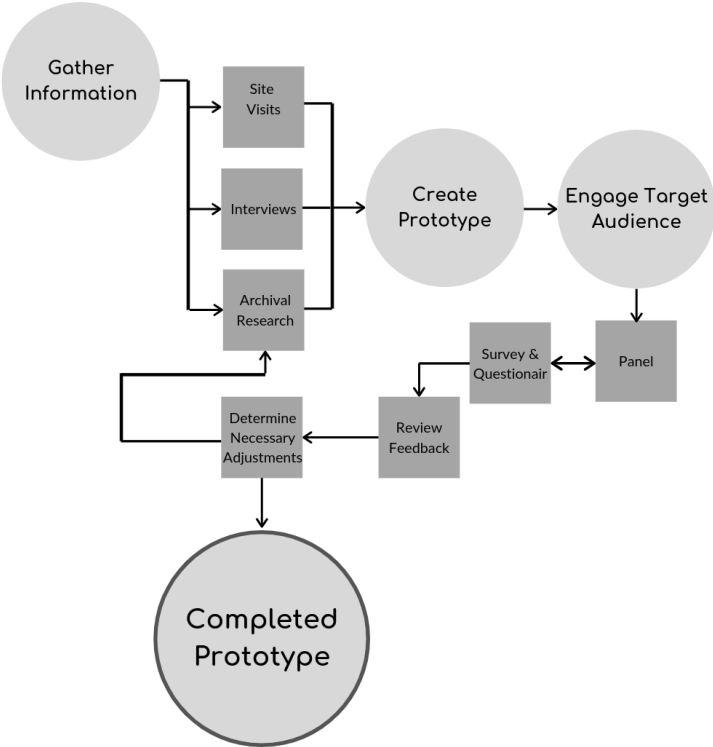 Gather
Information
Site
Visits
Interviews
Archival
Research
Create
Prototype
Engage Target
Audience
Panel
Survey &
Questionair
Review
Feedback
Determine
Necessary
Adjustments
Completed
Prototype